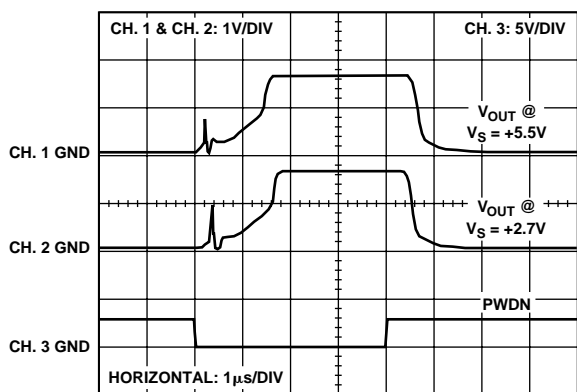 CH. 1 & CH. 2: 1V/DIV
CH. 3: 5V/DIV
VOUT @
VS = +5.5V
CH. 1 GND
VOUT @
VS = +2.7V
CH. 2 GND
PWDN
CH. 3 GND
HORIZONTAL: 1μs/DIV